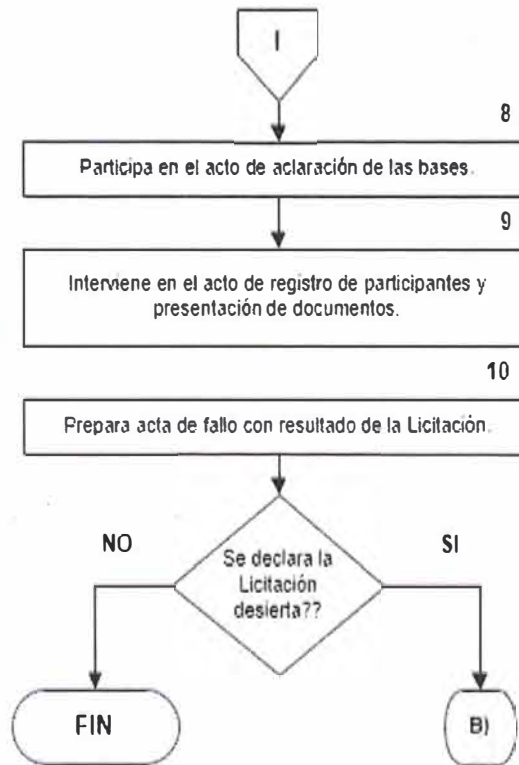 I
8
Participa en el acto de aclaración de las bases.
9
Interviene en el acto de registro de participantes y
presentación de documentos.
10
Prepara acta de fallo con resultado de la Licitación.
NO
SI
Se declara la
Licitación
desierta??
FIN
B)